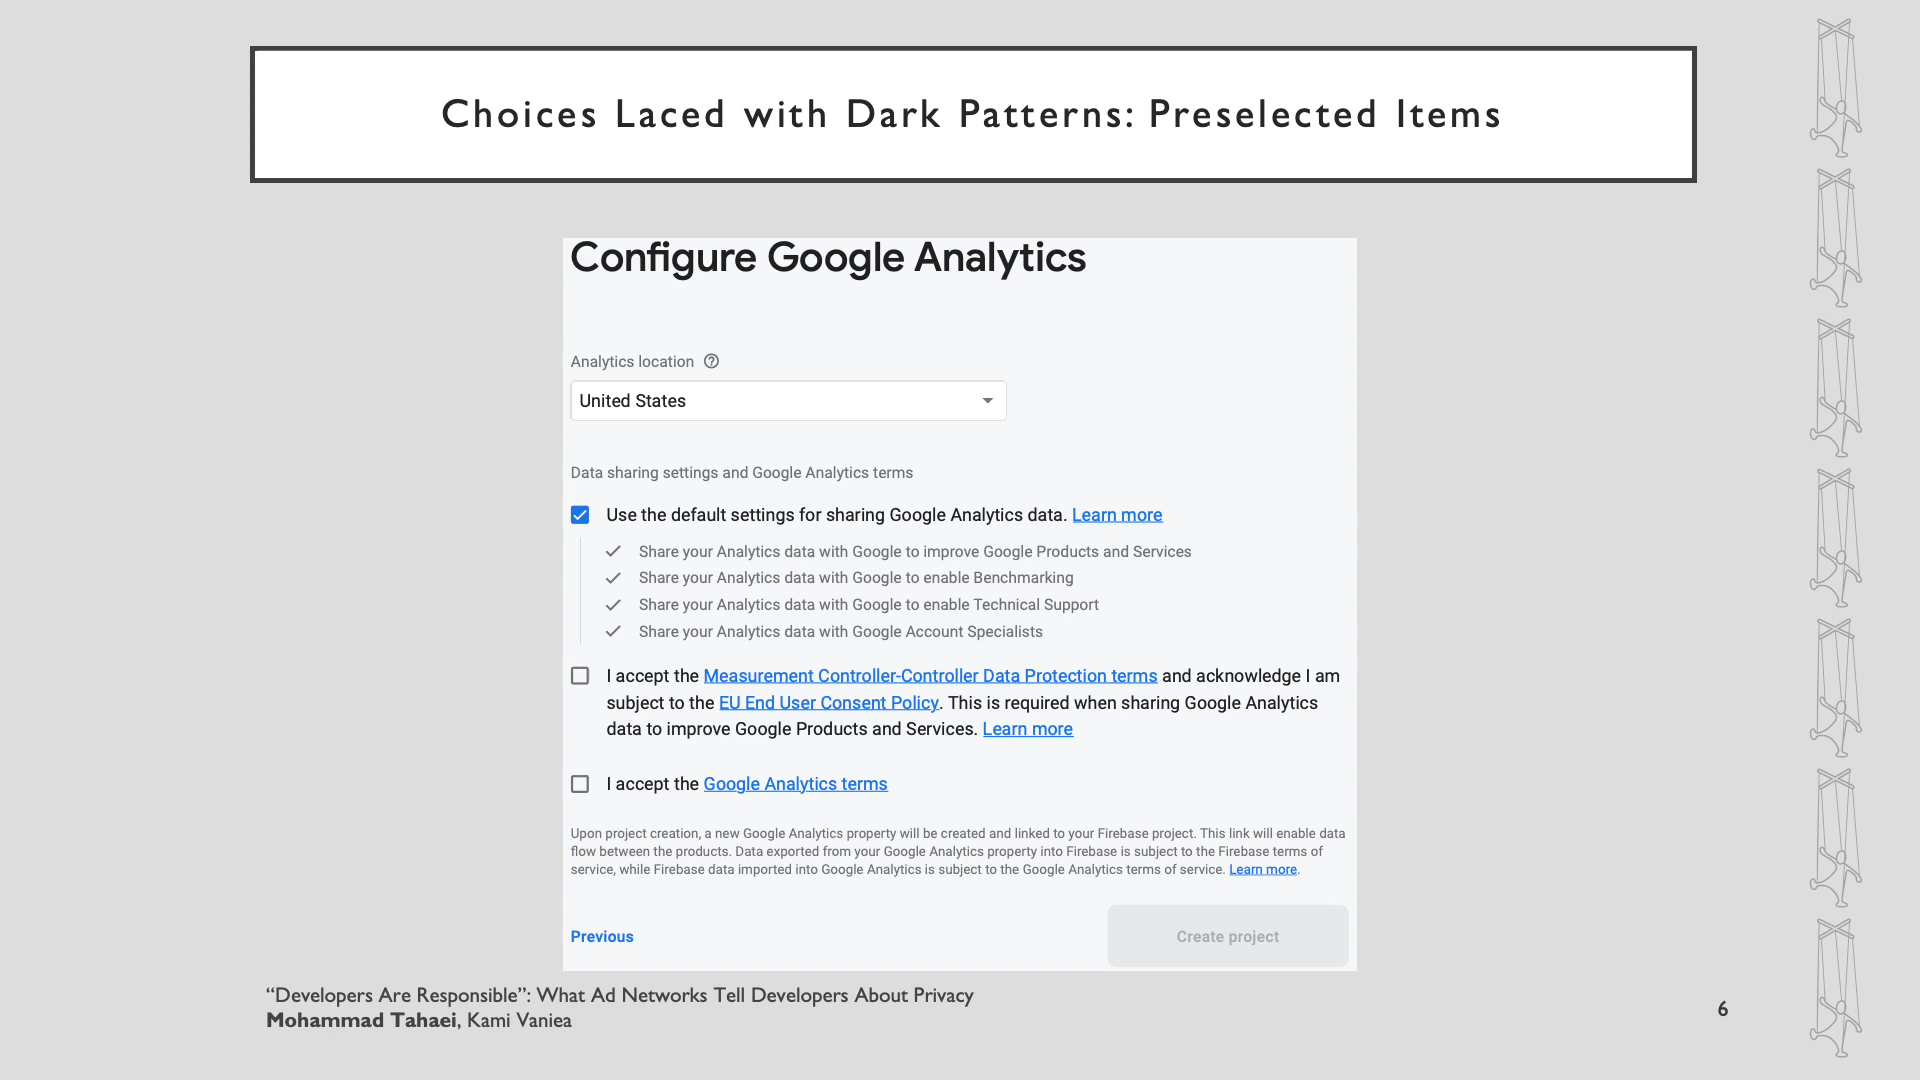 Choices Laced with Dark Patterns: Preselected Items
Configure Google Analytics
Analytics location
United States
Data sharing settings and Google Analytics terms
Use the default settings for sharing Google Analytics data. Learn more
Share your Analytics data with Google to improve Google Products and Services
Share your Analytics data with Google to enable Benchmarking
Share your Analytics data with Google to enable Technical Support
Share your Analytics data with Google Account Specialists
I accept the Measurement Controller-Controller Data Protection terms and acknowledge I am
subject to the EU End User Consent Policy. This is required when sharing Google Analytics
data to improve Google Products and Services. Learn more
I accept the Google Analytics terms
Upon project creation, a new Google Analytics property will be created and linked to your Firebase project. This link will enable data
flow between the products. Data exported from your Google Analytics property into Firebase is subject to the Firebase terms of
service, while Firebase data imported into Google Analytics is subject to the Google Analytics terms of service. Learn more.
Previous
Create project
“Developers Are Responsible”: What Ad Networks Tell Developers About Privacy
Mohammad Tahaei, Kami Vaniea
6